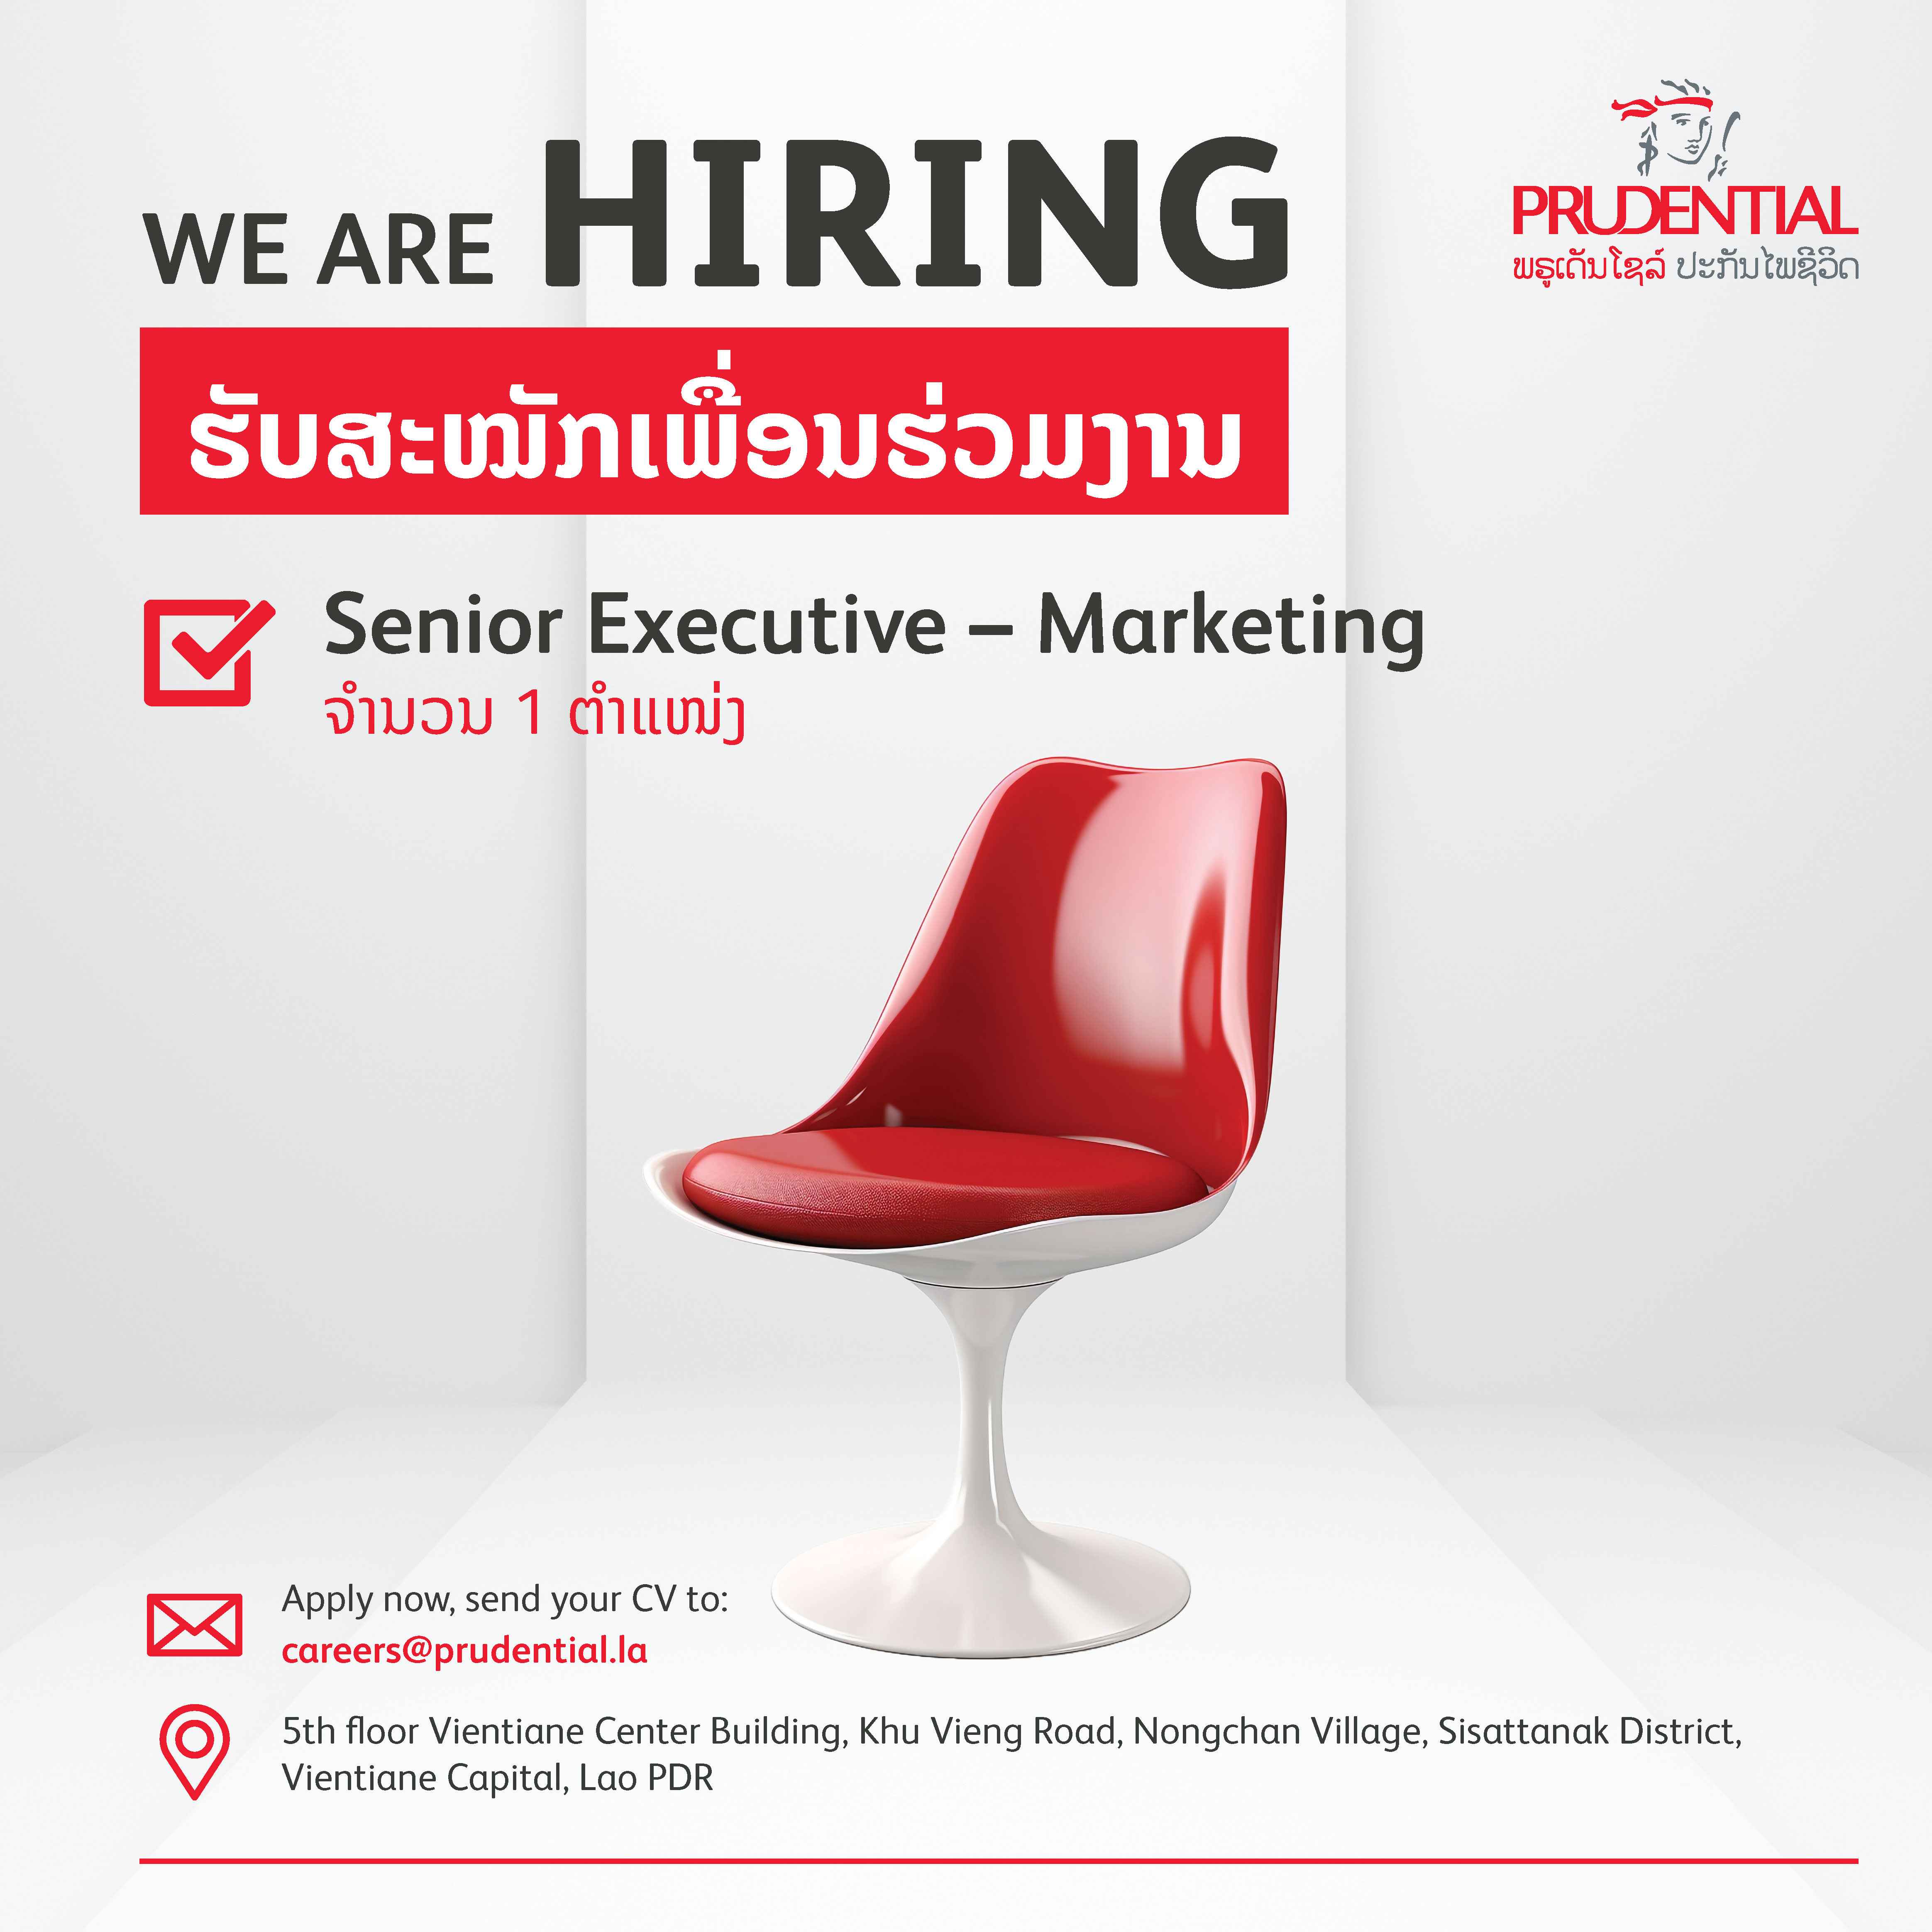 WE ARE HIRING
PRUDENTIAL
ພຣູເດັນໂຊລ໌ ປະກັນໄພຊີວິດ
ຮັບສະໝັກເພື່ອນຮ່ວມງານ
Senior Executive – Marketing
ຈຳນວນ 1 ຕຳແໜ່ງ
Apply now, send your CV to:
careers@prudential.la
5th floor Vientiane Center Building, Khu Vieng Road, Nongchan Village, Sisattanak District,
Vientiane Capital, Lao PDR